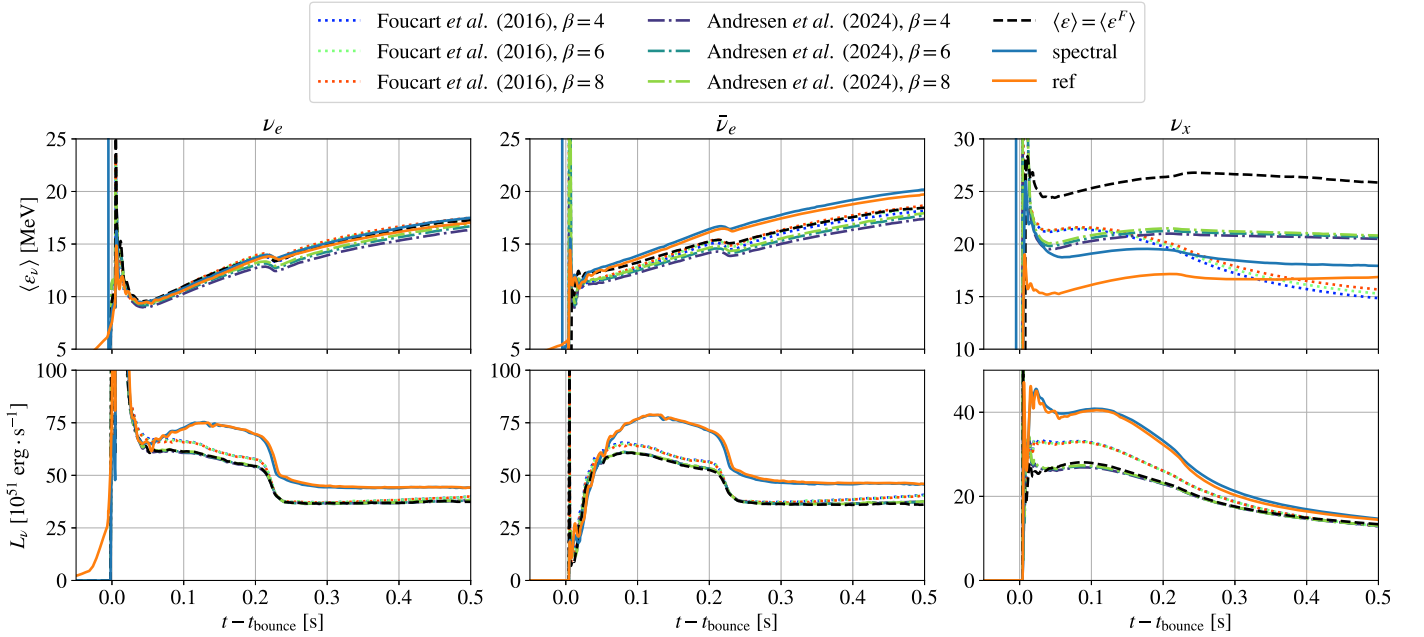 Foucart et al. (2016), β=4 Andresen et al. (2024), β=4 ⟨ε⟩=⟨ε^F⟩
Foucart et al. (2016), β=6 Andresen et al. (2024), β=6 spectral
Foucart et al. (2016), β=8 Andresen et al. (2024), β=8 ref
ν_e ν̄_e ν_x
⟨ε_ν⟩ [MeV]
25 25 30
20 20 25
15 15 20
10 10 15
5 5 10
L_ν [10^51 erg · s^−1]
100 100
75 75 40
50 50
25 25 20
0 0 0
0.0 0.1 0.2 0.3 0.4 0.5 0.0 0.1 0.2 0.3 0.4 0.5 0.0 0.1 0.2 0.3 0.4 0.5
t − t_bounce [s] t − t_bounce [s] t − t_bounce [s]